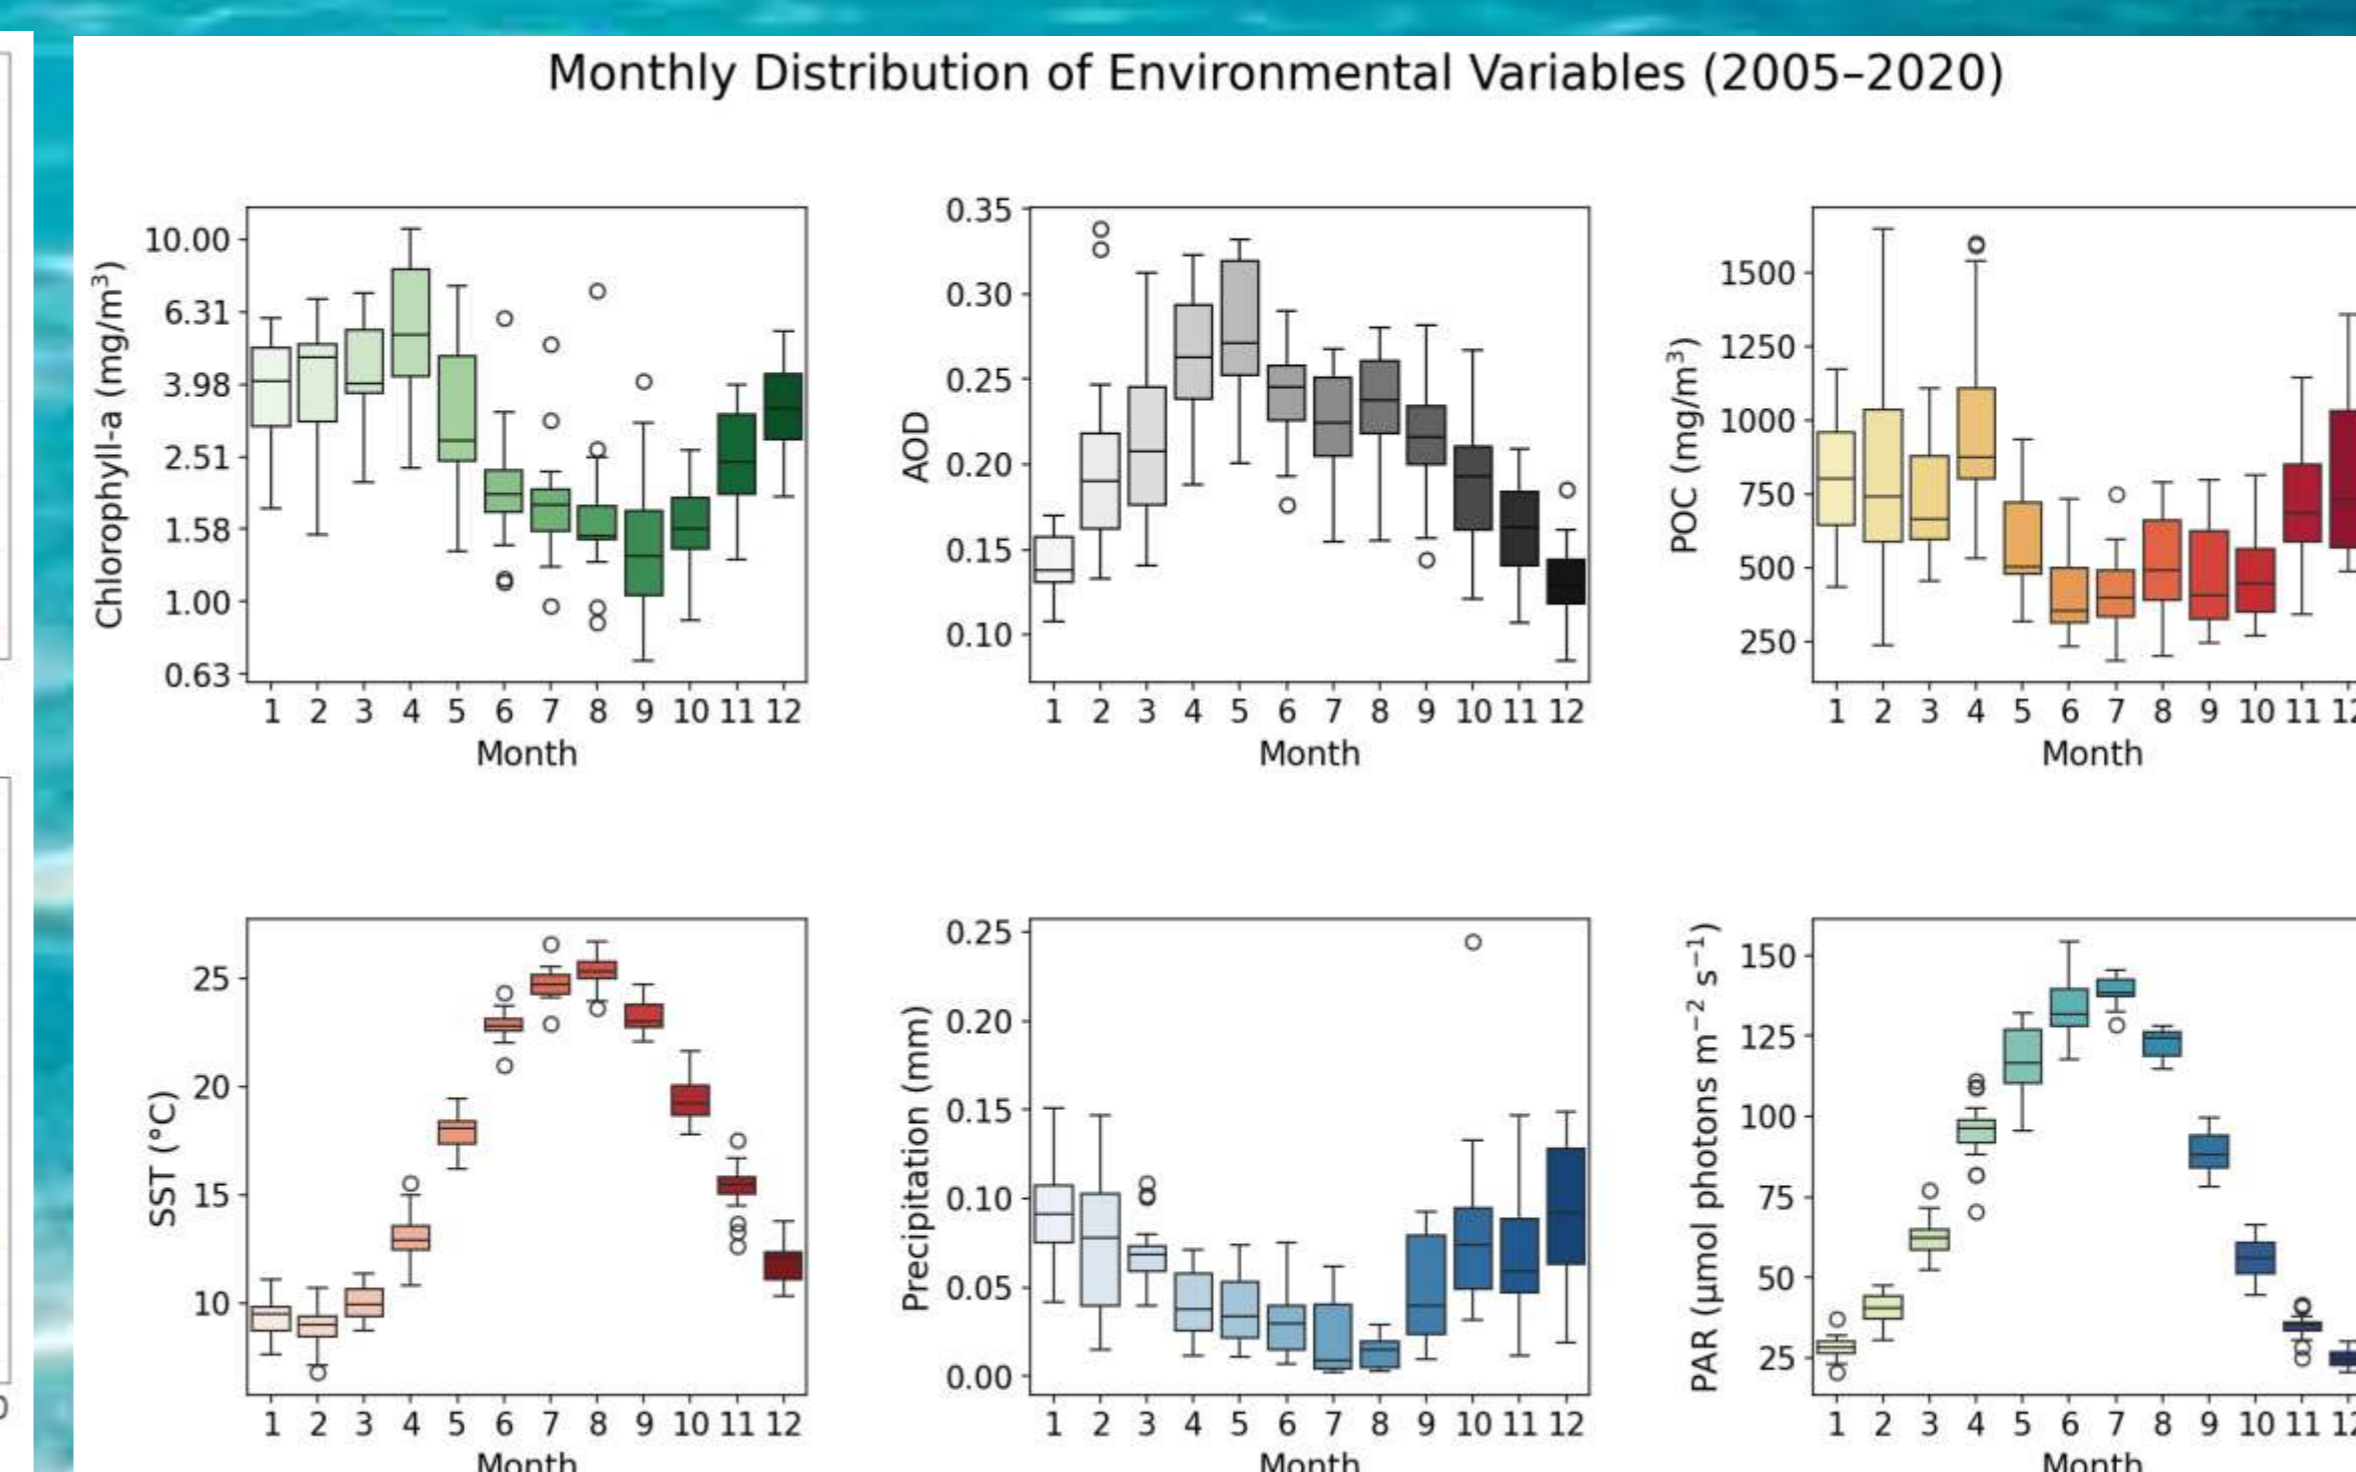 Monthly Distribution of Environmental Variables (2005–2020)
Chlorophyll-a (mg/m³)
10.00
6.31
3.98
2.51
1.58
1.00
0.63
1 2 3 4 5 6 7 8 9 10 11 12
Month
AOD
0.35
0.30
0.25
0.20
0.15
0.10
1 2 3 4 5 6 7 8 9 10 11 12
Month
POC (mg/m³)
1500
1250
1000
750
500
250
1 2 3 4 5 6 7 8 9 10 11 12
Month
SST (°C)
25
20
15
10
1 2 3 4 5 6 7 8 9 10 11 12
Month
Precipitation (mm)
0.25
0.20
0.15
0.10
0.05
0.00
1 2 3 4 5 6 7 8 9 10 11 12
Month
PAR (μmol photons m⁻² s⁻¹)
150
125
100
75
50
25
1 2 3 4 5 6 7 8 9 10 11 12
Month